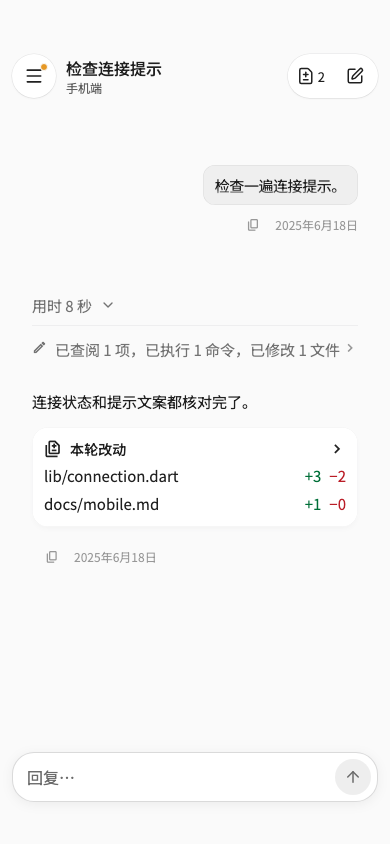 检查连接提示
手机端
2
检查一遍连接提示。
2025年6月18日
用时 8 秒
已查阅 1 项，已执行 1 命令，已修改 1 文件
连接状态和提示文案都核对完了。
本轮改动
lib/connection.dart +3 −2
docs/mobile.md +1 −0
2025年6月18日
回复…